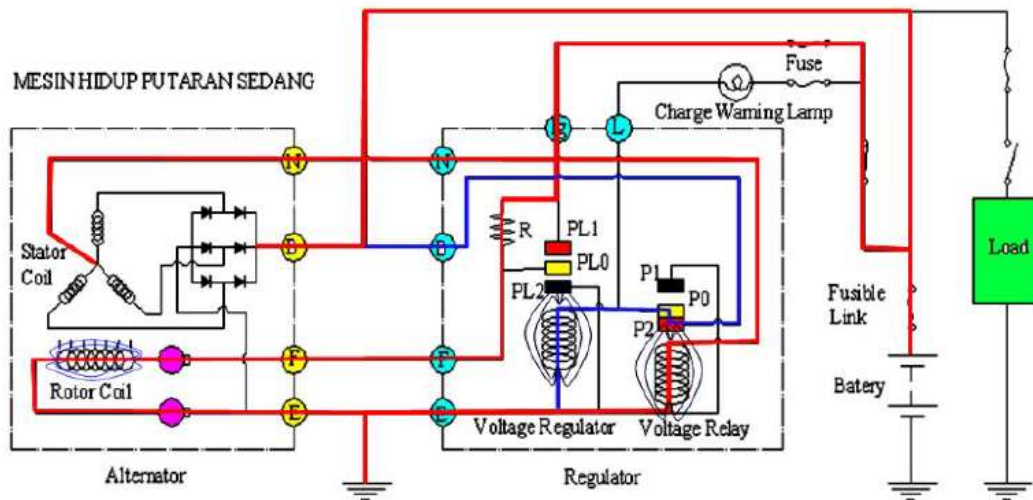 MESIN HIDUP PUTARAN SEDANG
Fuse
Charge Warning Lamp
Ig
L
N
N
Stator
Coil
B
B
R
PL1
PL0
PL2
P1
P0
P2
Load
Fusible
Link
F
F
Rotor Coil
Batery
E
E
Voltage Regulator
Voltage Relay
Alternator
Regulator